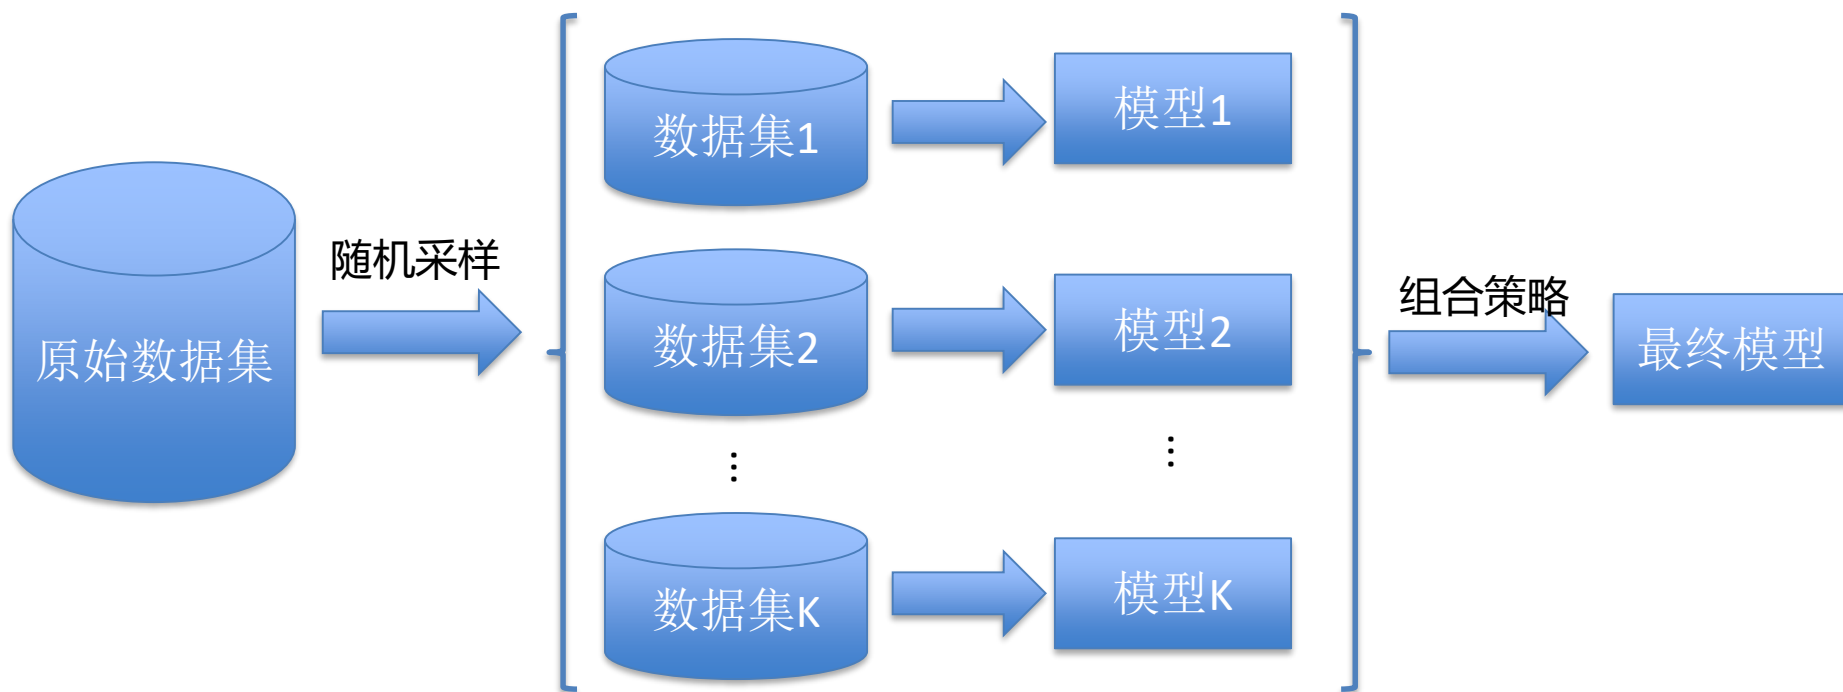 原始数据集
随机采样
数据集1
模型1
数据集2
模型2
...
...
数据集K
模型K
组合策略
最终模型